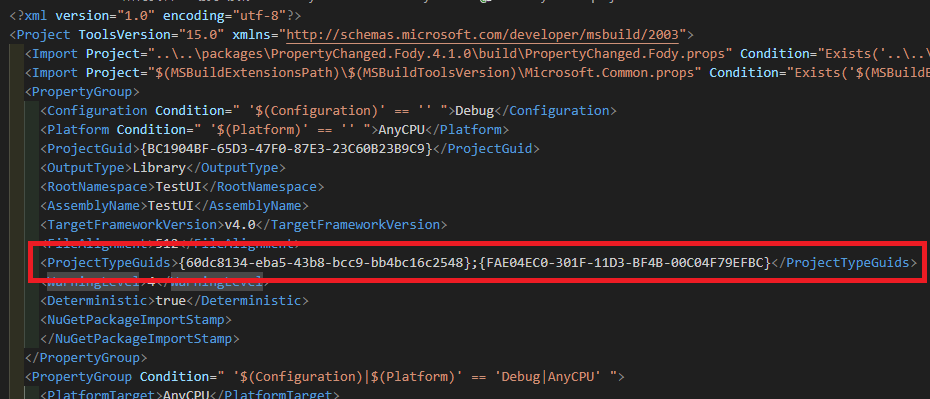 <?xml version="1.0" encoding="utf-8"?>
<Project ToolsVersion="15.0" xmlns="http://schemas.microsoft.com/developer/msbuild/2003">
<Import Project="..\..\packages\PropertyChanged.Fody.4.1.0\build\PropertyChanged.Fody.props" Condition="Exists('..\..\
<Import Project="$(MSBuildExtensionsPath)\$(MSBuildToolsVersion)\Microsoft.Common.props" Condition="Exists('$(MSBuildE
<PropertyGroup>
<Configuration Condition=" '$(Configuration)' == '' ">Debug</Configuration>
<Platform Condition=" '$(Platform)' == '' ">AnyCPU</Platform>
<ProjectGuid>{BC1904BF-65D3-47F0-87E3-23C60B23B9C9}</ProjectGuid>
<OutputType>Library</OutputType>
<RootNamespace>TestUI</RootNamespace>
<AssemblyName>TestUI</AssemblyName>
<TargetFrameworkVersion>v4.0</TargetFrameworkVersion>
<FileAlignment>512</FileAlignment>
<ProjectTypeGuids>{60dc8134-eba5-43b8-bcc9-bb4bc16c2548};{FAE04EC0-301F-11D3-BF4B-00C04F79EFBC}</ProjectTypeGuids>
<WarningLevel>4</WarningLevel>
<Deterministic>true</Deterministic>
<NuGetPackageImportStamp>
</NuGetPackageImportStamp>
</PropertyGroup>
<PropertyGroup Condition=" '$(Configuration)|$(Platform)' == 'Debug|AnyCPU' ">
<PlatformTarget>AnyCPU</PlatformTarget>